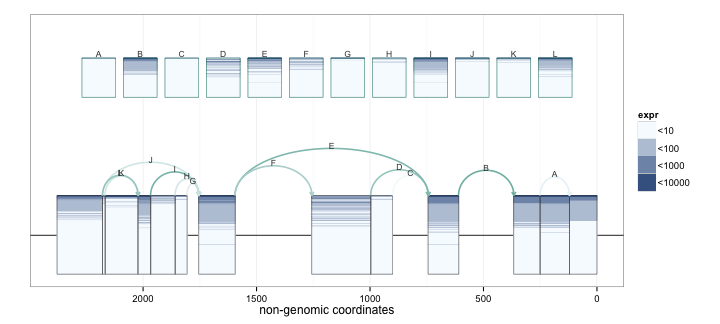 A B C D E F G H I J K L
expr
<10
<100
<1000
<10000
E
J F
I D B
K H C A
G
2000 1500 1000 500 0
non-genomic coordinates